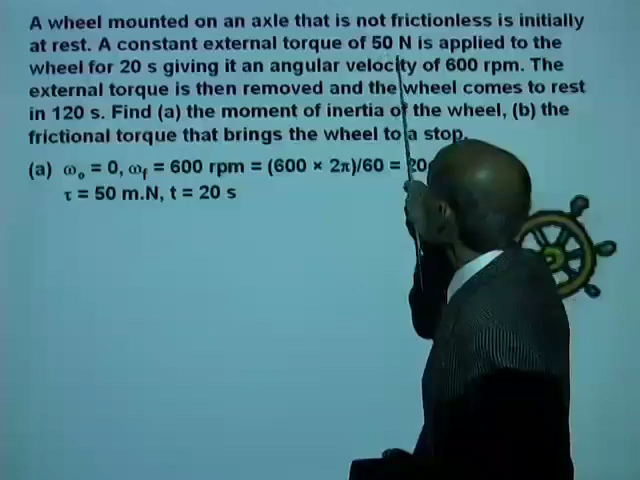 A wheel mounted on an axle that is not frictionless is initially
at rest. A constant external torque of 50 N is applied to the
wheel for 20 s giving it an angular velocity of 600 rpm. The
external torque is then removed and the wheel comes to rest
in 120 s. Find (a) the moment of inertia of the wheel, (b) the
frictional torque that brings the wheel to a stop.
(a) ω₀ = 0, ωf = 600 rpm = (600 × 2π)/60 = 20
τ = 50 m.N, t = 20 s